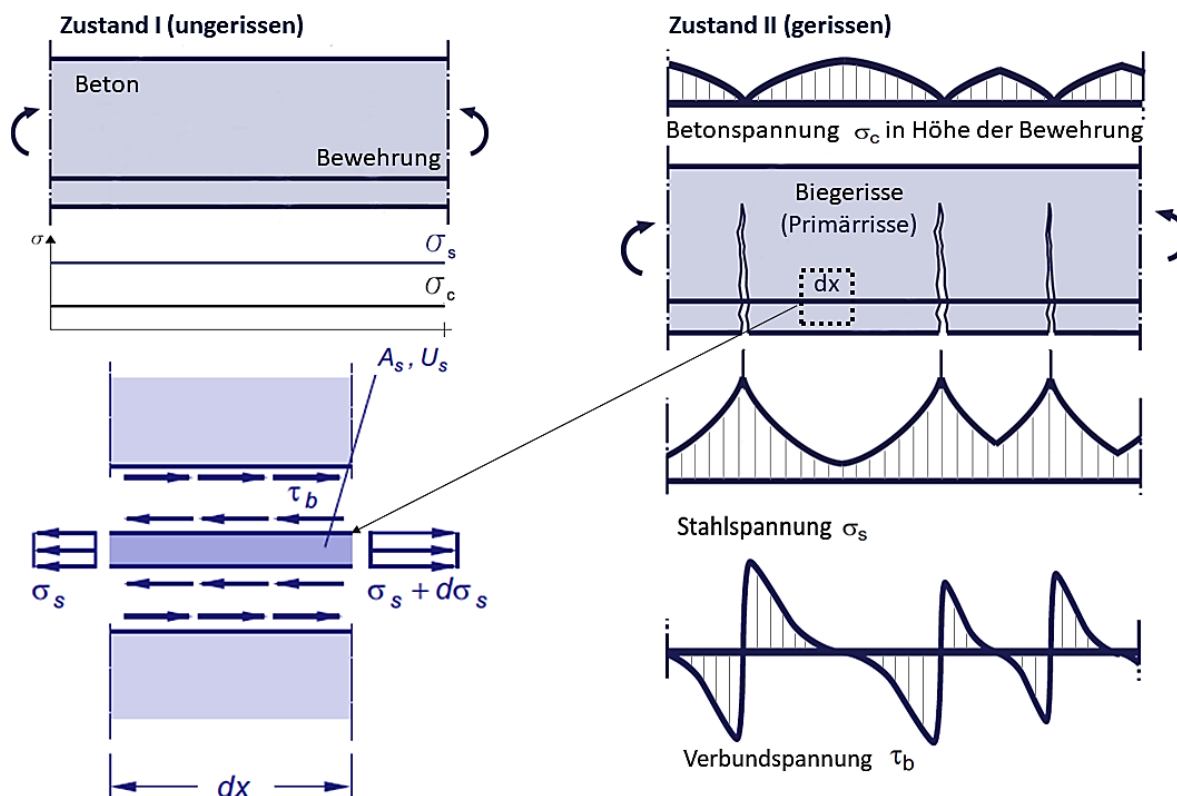 Zustand I (ungerissen)
Beton
Bewehrung
σ
σs
σc
As , Us
τb
σs
σs + dσs
dx
Zustand II (gerissen)
Betonspannung σc in Höhe der Bewehrung
Biegerisse
(Primärrisse)
dx
Stahlspannung σs
Verbundspannung τb